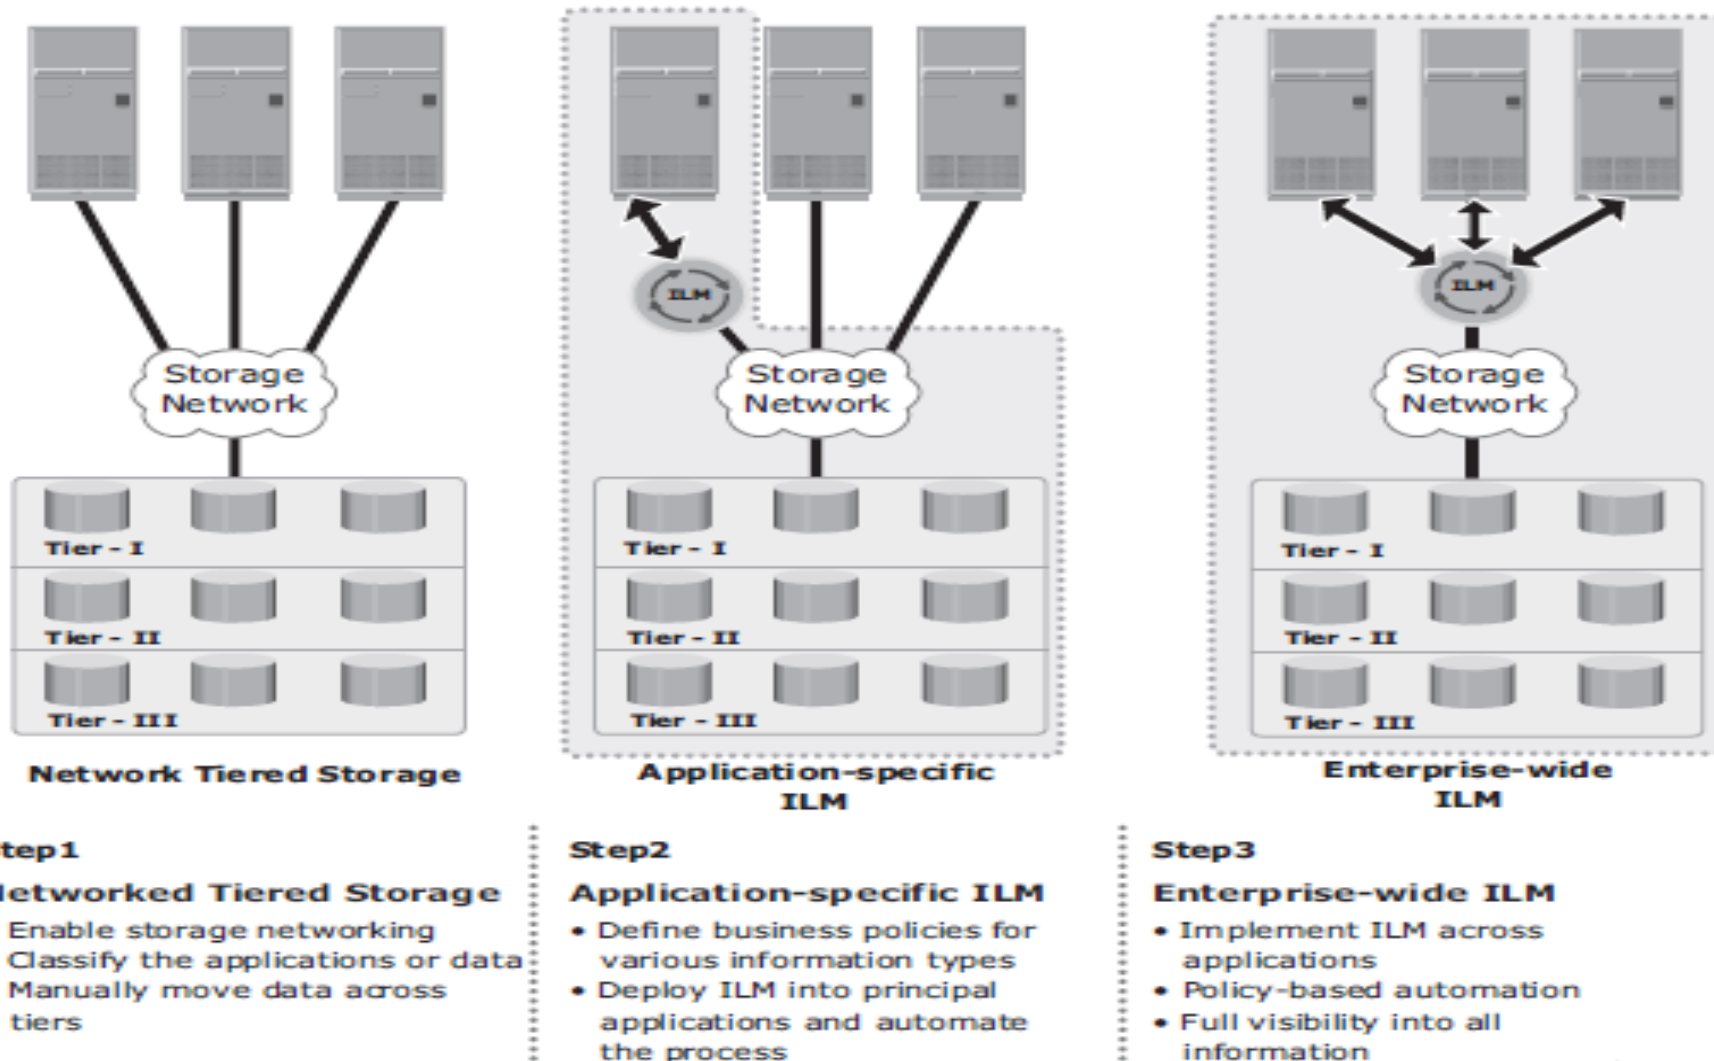 Storage
Network
Tier - I
Tier - II
Tier - III
Network Tiered Storage
ILM
Storage
Network
Tier - I
Tier - II
Tier - III
Application-specific
ILM
ILM
Storage
Network
Tier - I
Tier - II
Tier - III
Enterprise-wide
ILM
tep1
etworked Tiered Storage
Enable storage networking
Classify the applications or data
Manually move data across
tiers
Step2
Application-specific ILM
• Define business policies for
various information types
• Deploy ILM into principal
applications and automate
the process
Step3
Enterprise-wide ILM
• Implement ILM across
applications
• Policy-based automation
• Full visibility into all
information